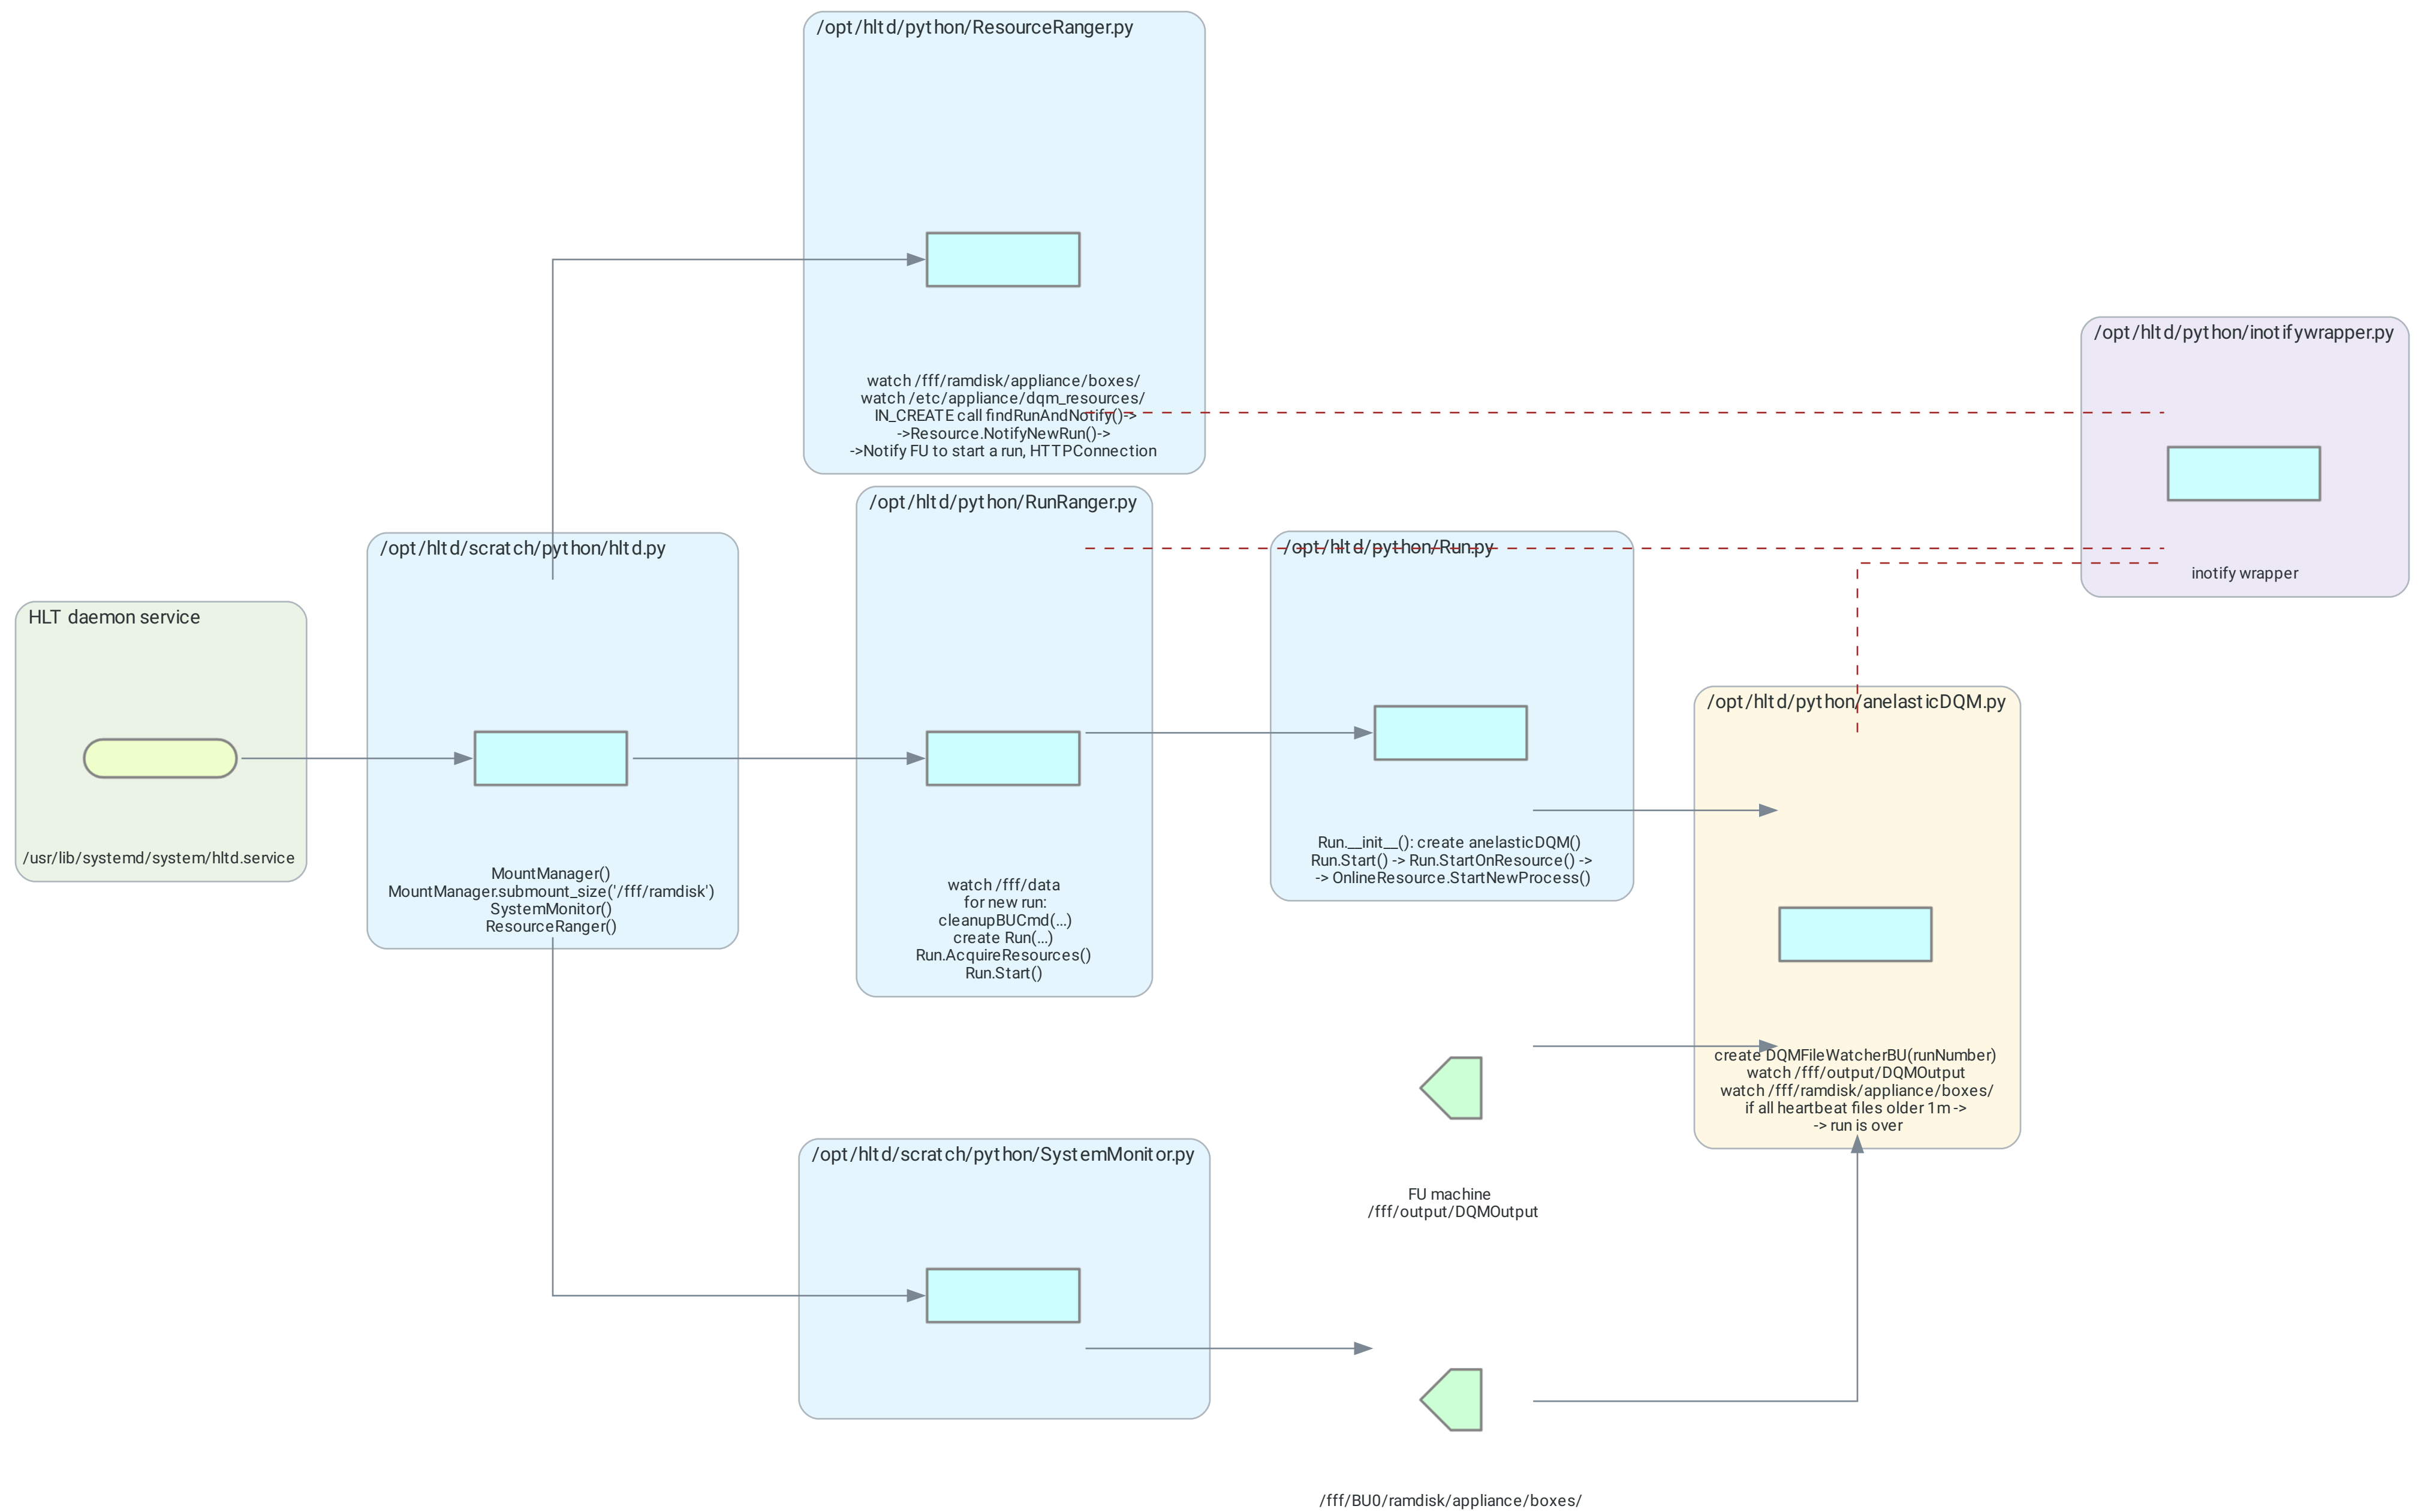 /opt/hltd/python/ResourceRanger.py
watch /fff/ramdisk/appliance/boxes/
watch /etc/appliance/dqm_resources/
IN_CREATE call findRunAndNotify()->
->Resource.NotifyNewRun()->
->Notify FU to start a run, HTTPConnection
/opt/hltd/python/inotifywrapper.py
inotify wrapper
HLT daemon service
/usr/lib/systemd/system/hltd.service
/opt/hltd/scratch/python/hltd.py
MountManager()
MountManager.submount_size('/fff/ramdisk')
SystemMonitor()
ResourceRanger()
/opt/hltd/python/RunRanger.py
watch /fff/data
for new run:
cleanupBUCmd(...)
create Run(...)
Run.AcquireResources()
Run.Start()
/opt/hltd/python/Run.py
Run.__init__(): create anelasticDQM()
Run.Start() -> Run.StartOnResource() ->
-> OnlineResource.StartNewProcess()
/opt/hltd/python/anelasticDQM.py
create DQMFileWatcherBU(runNumber)
watch /fff/output/DQMOutput
watch /fff/ramdisk/appliance/boxes/
if all heartbeat files older 1m ->
-> run is over
/opt/hltd/scratch/python/SystemMonitor.py
FU machine
/fff/output/DQMOutput
/fff/BU0/ramdisk/appliance/boxes/